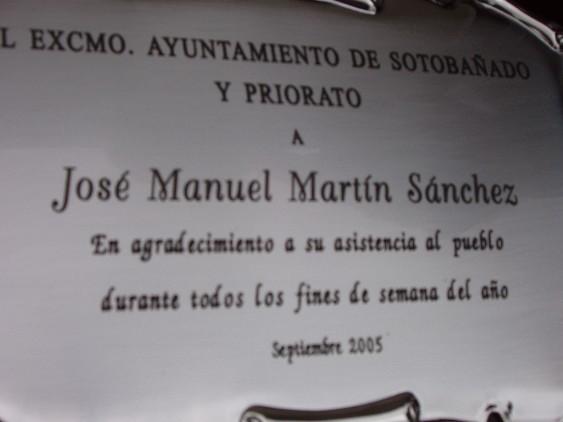 L EXCMO. AYUNTAMIENTO DE SOTOBAÑADO
Y PRIORATO
A
José Manuel Martín Sánchez
En agradecimiento a su asistencia al pueblo
durante todos los fines de semana del año
Septiembre 2005